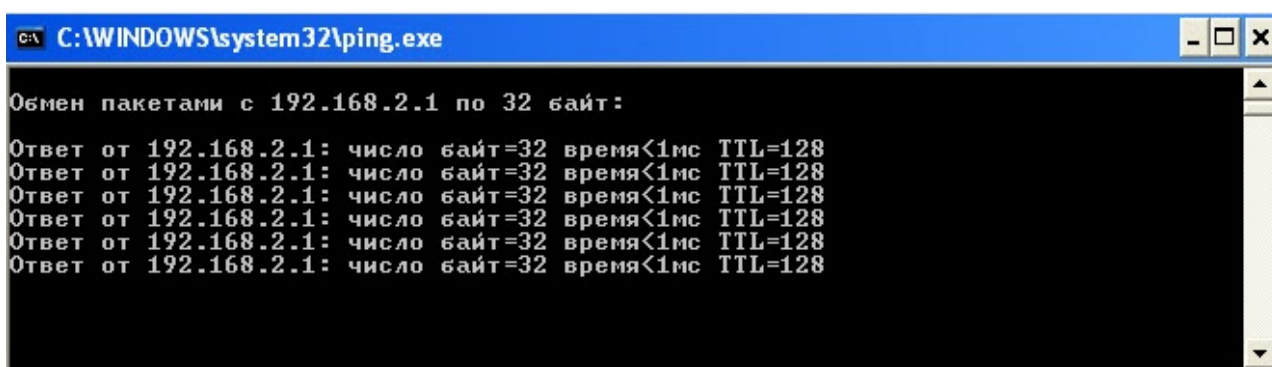 C:\WINDOWS\system32\ping.exe
Обмен пакетами с 192.168.2.1 по 32 байт:
Ответ от 192.168.2.1: число байт=32 время<1мс TTL=128
Ответ от 192.168.2.1: число байт=32 время<1мс TTL=128
Ответ от 192.168.2.1: число байт=32 время<1мс TTL=128
Ответ от 192.168.2.1: число байт=32 время<1мс TTL=128
Ответ от 192.168.2.1: число байт=32 время<1мс TTL=128
Ответ от 192.168.2.1: число байт=32 время<1мс TTL=128